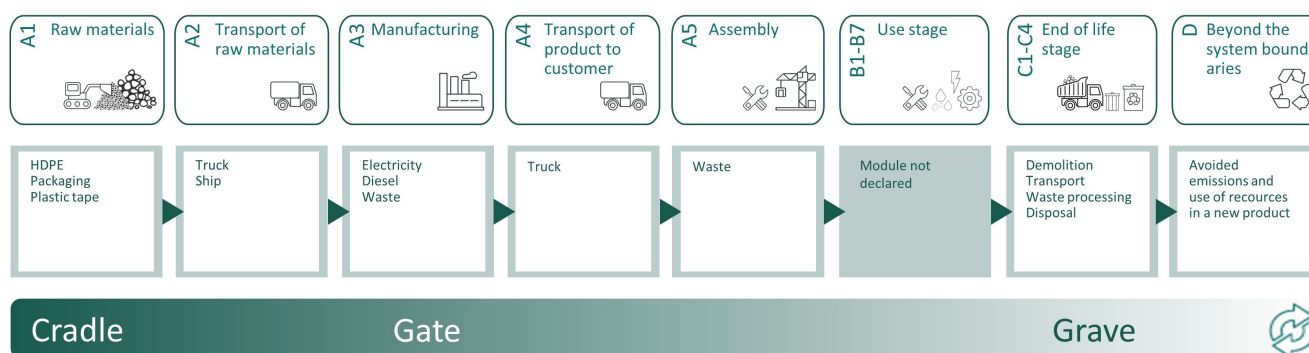 A1 Raw materials
A2 Transport of
raw materials
A3 Manufacturing
A4 Transport of
product to
customer
A5 Assembly
B1-B7 Use stage
C1-C4 End of life
stage
D Beyond the
system bound
aries
HDPE
Packaging
Plastic tape
Truck
Ship
Electricity
Diesel
Waste
Truck
Waste
Module not
declared
Demolition
Transport
Waste processing
Disposal
Avoided
emissions and
use of recources
in a new product
Cradle
Gate
Grave